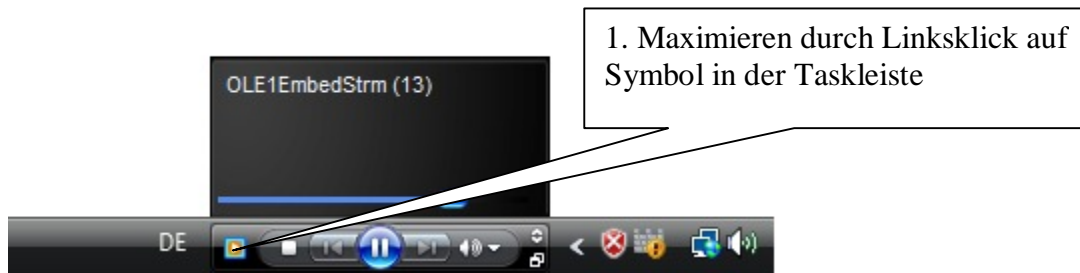 1. Maximieren durch Linksklick auf
Symbol in der Taskleiste
OLE1EmbedStrm (13)
DE